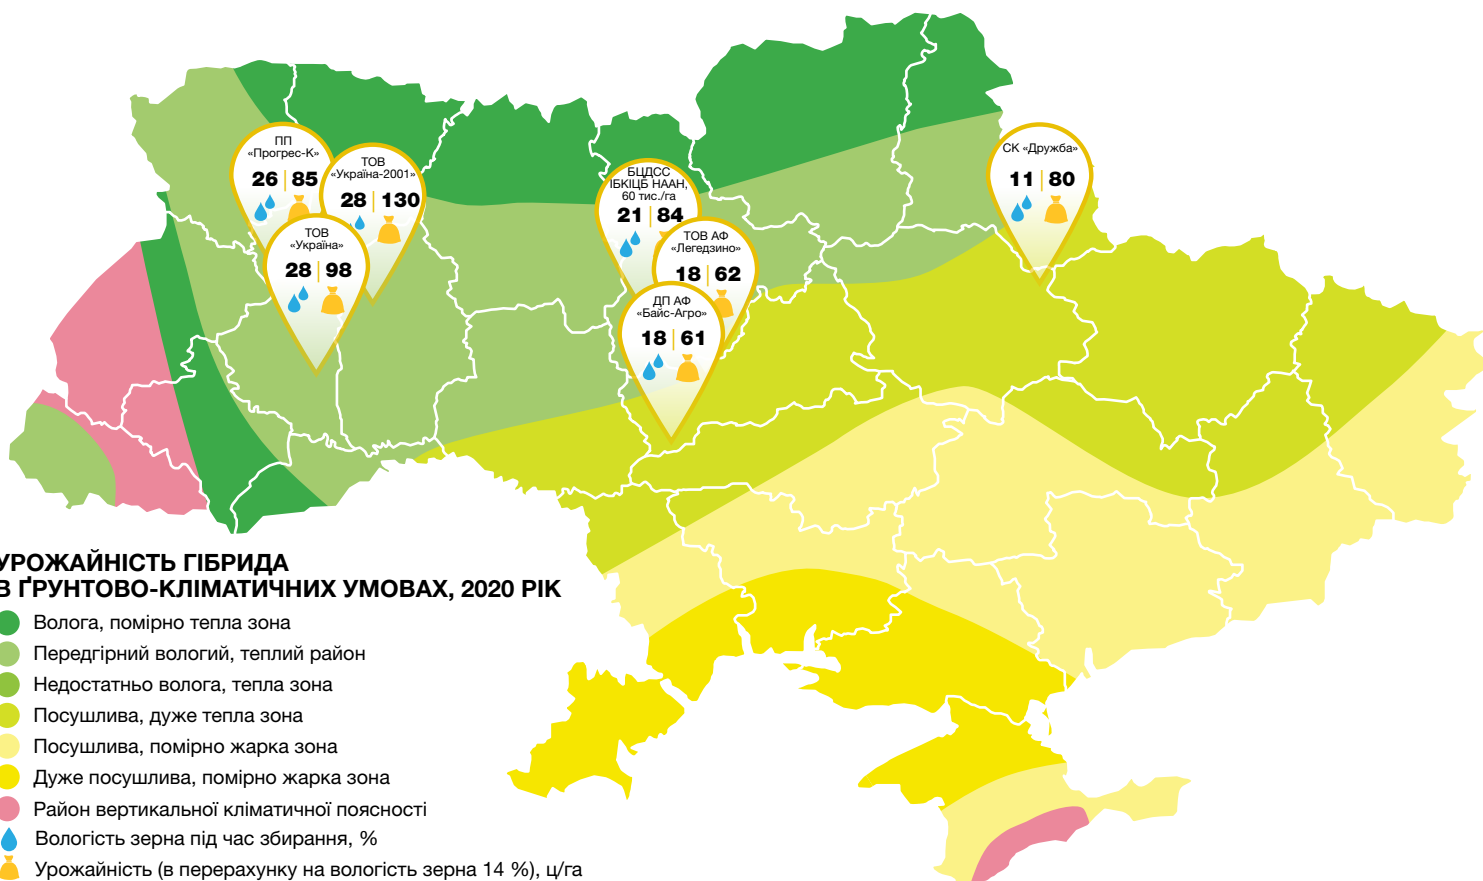 ПП
«Прогрес-К»
26 | 85
ТОВ
«Україна-2001»
28 | 130
ТОВ
«Україна»
28 | 98
БЦДСС
ІБКІЦБ НААН,
60 тис./га
21 | 84
ТОВ АФ
«Легедзино»
18 | 62
ДП АФ
«Байс-Агро»
18 | 61
СК «Дружба»
11 | 80
УРОЖАЙНІСТЬ ГІБРИДА
В ҐРУНТОВО-КЛІМАТИЧНИХ УМОВАХ, 2020 РІК
Волога, помірно тепла зона
Передгірний вологий, теплий район
Недостатньо волога, тепла зона
Посушлива, дуже тепла зона
Посушлива, помірно жарка зона
Дуже посушлива, помірно жарка зона
Район вертикальної кліматичної поясності
Вологість зерна під час збирання, %
Урожайність (в перерахунку на вологість зерна 14 %), ц/га